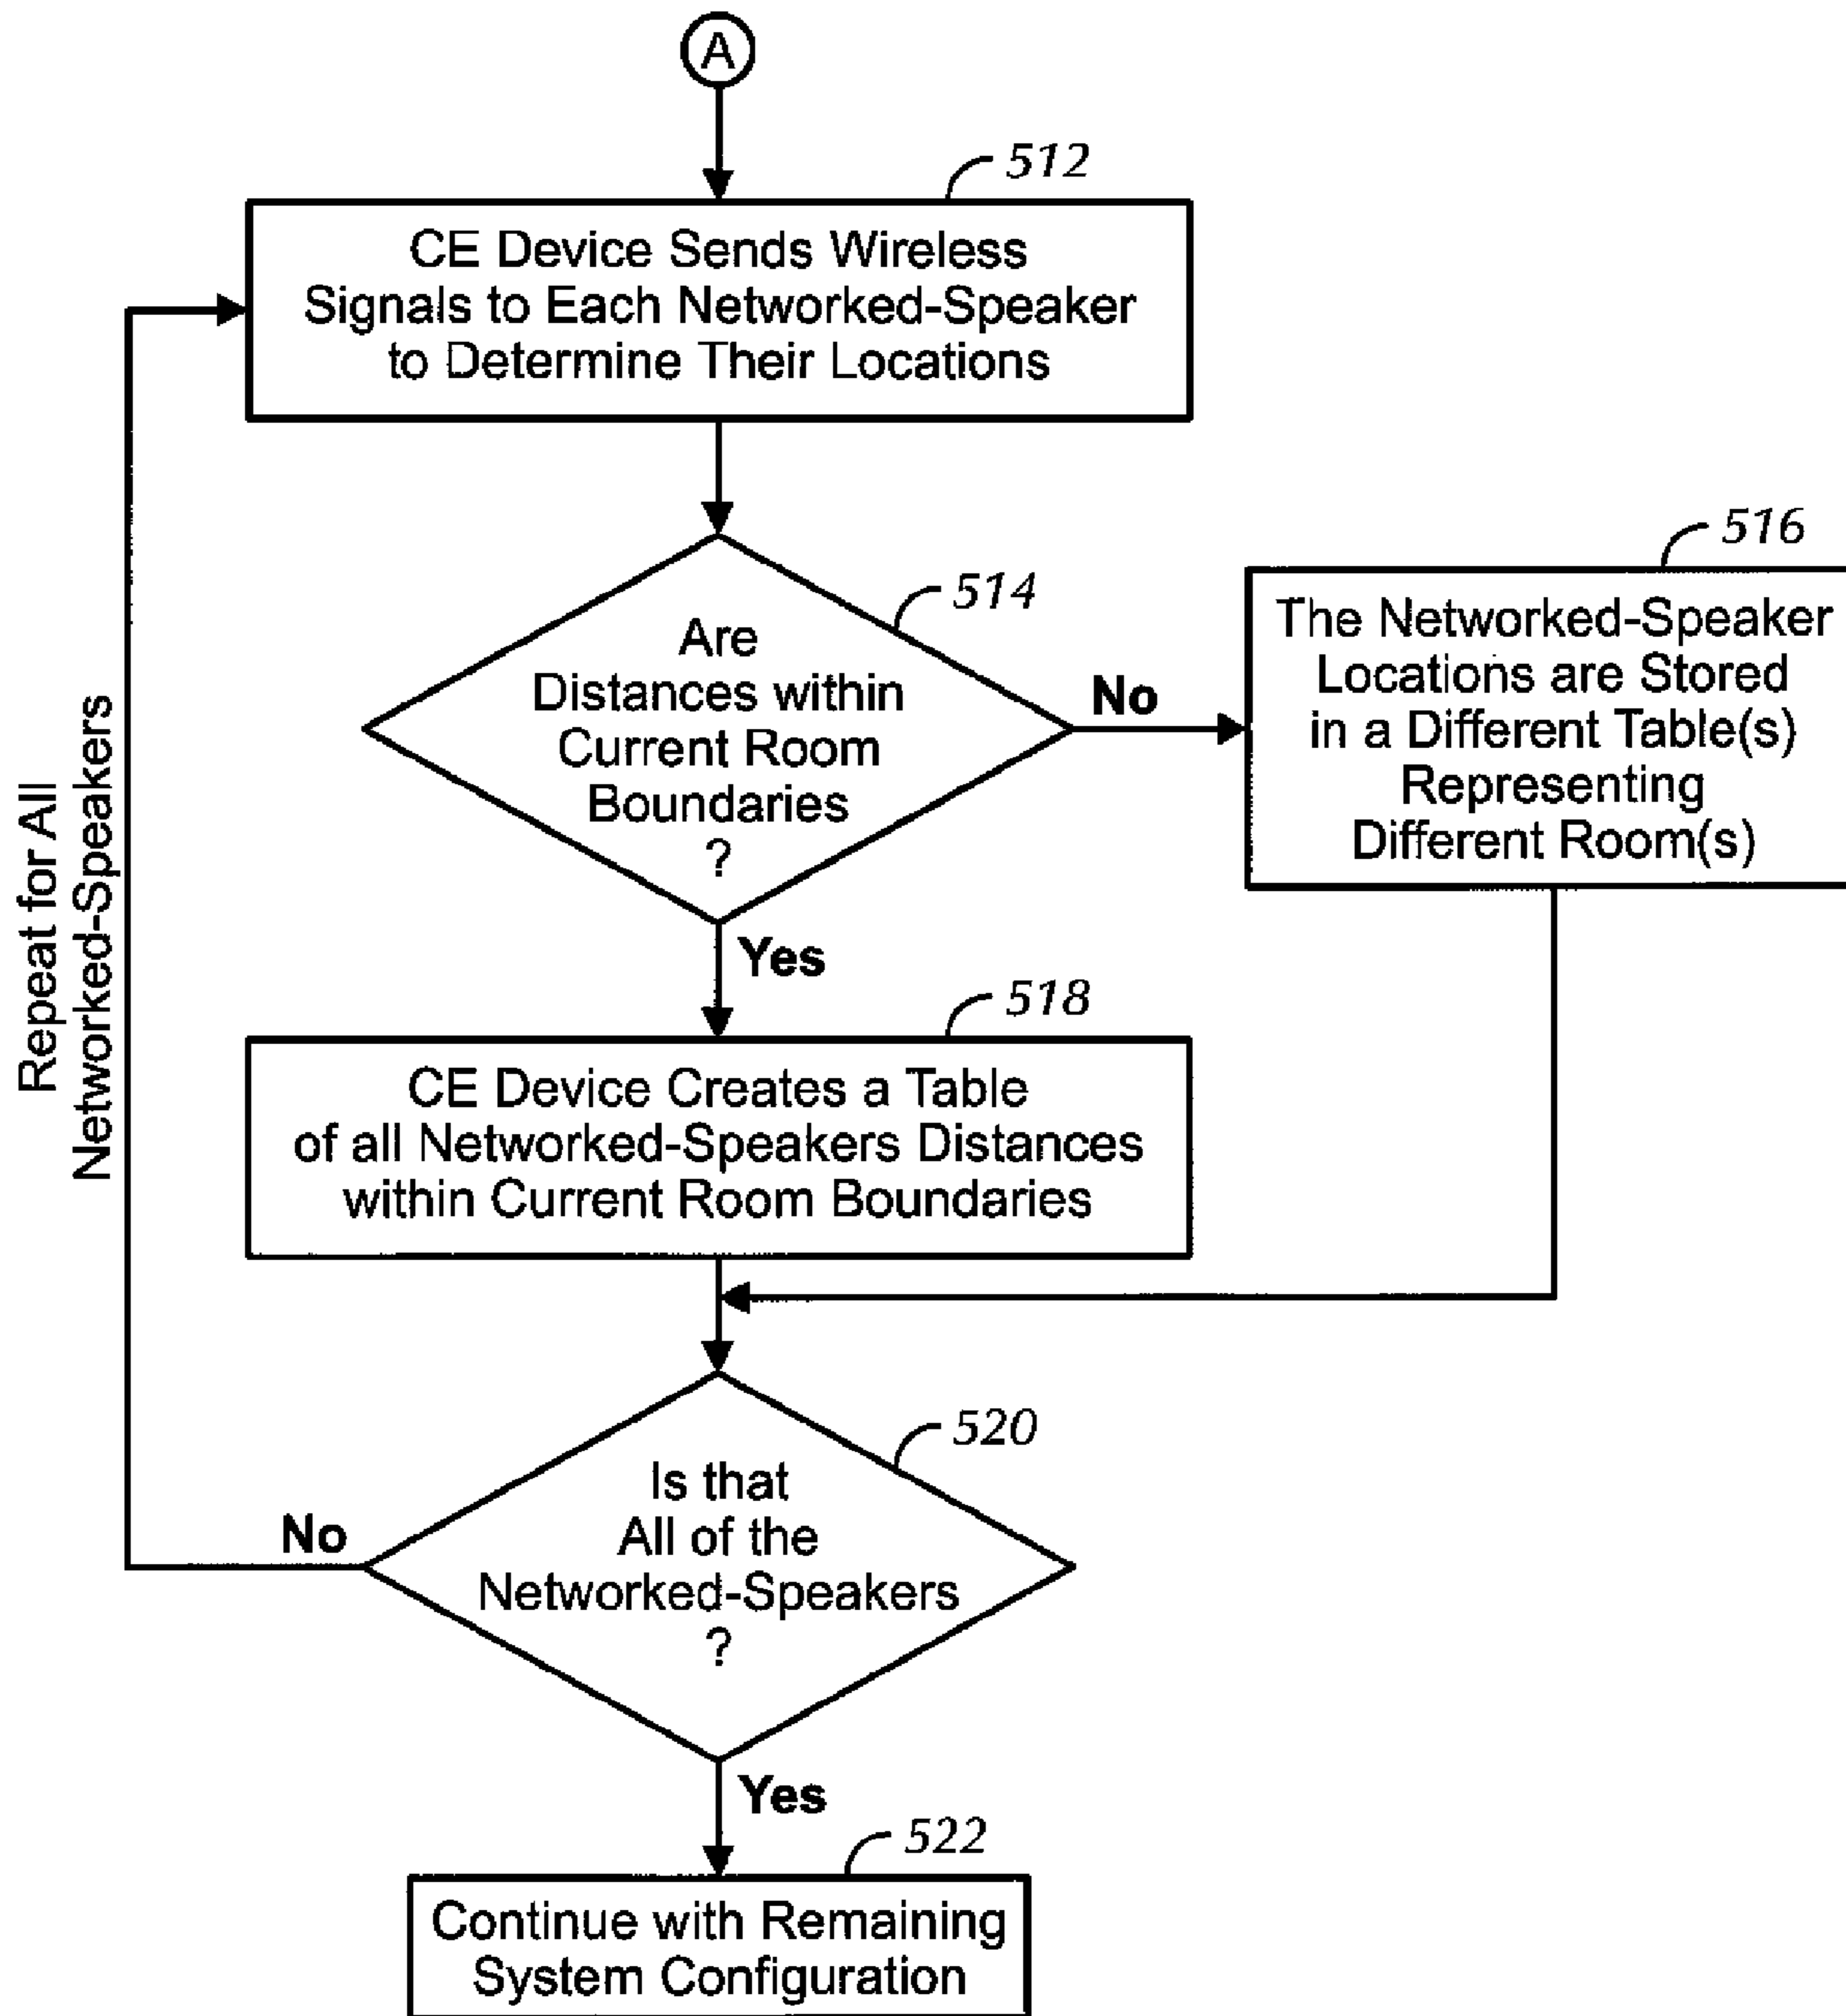 A
512
CE Device Sends Wireless
Signals to Each Networked-Speaker
to Determine Their Locations
514
Are
Distances within
Current Room
Boundaries
?
No
516
The Networked-Speaker
Locations are Stored
in a Different Table(s)
Representing
Different Room(s)
Yes
518
CE Device Creates a Table
of all Networked-Speakers Distances
within Current Room Boundaries
Repeat for All
Networked-Speakers
520
Is that
All of the
Networked-Speakers
?
No
Yes
522
Continue with Remaining
System Configuration